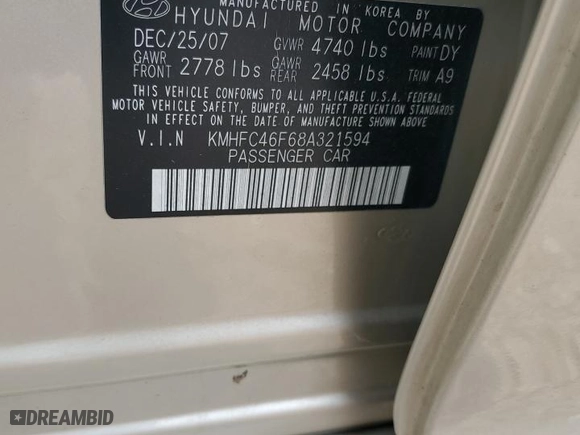 MANUFACTURED IN KOREA BY
HYUNDAI MOTOR COMPANY
DEC/25/07 GVWR 4740 lbs PAINT DY
GAWR FRONT 2778 lbs GAWR REAR 2458 lbs TRIM A9
THIS VEHICLE CONFORMS TO ALL APPLICABLE U.S.A. FEDERAL
MOTOR VEHICLE SAFETY, BUMPER, AND THEFT PREVENTION STANDARDS
IN EFFECT ON THE DATE OF MANUFACTURE SHOWN ABOVE.
V.I.N KMHFC46F68A321594
PASSENGER CAR
DREAMBID